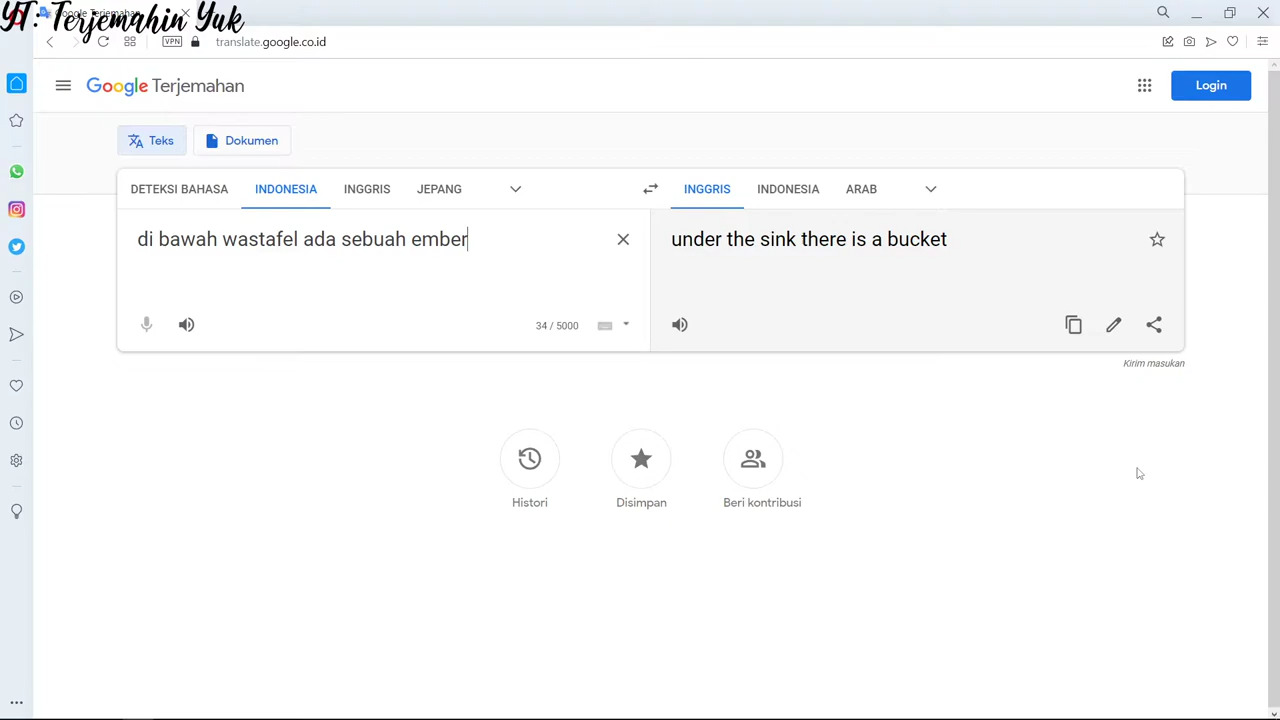 YT: Terjemahin Yuk
VPN
translate.google.co.id
Google Terjemahan
Login
Teks
Dokumen
DETEKSI BAHASA
INDONESIA
INGGRIS
JEPANG
INGGRIS
INDONESIA
ARAB
di bawah wastafel ada sebuah ember
under the sink there is a bucket
34 / 5000
Kirim masukan
Histori
Disimpan
Beri kontribusi